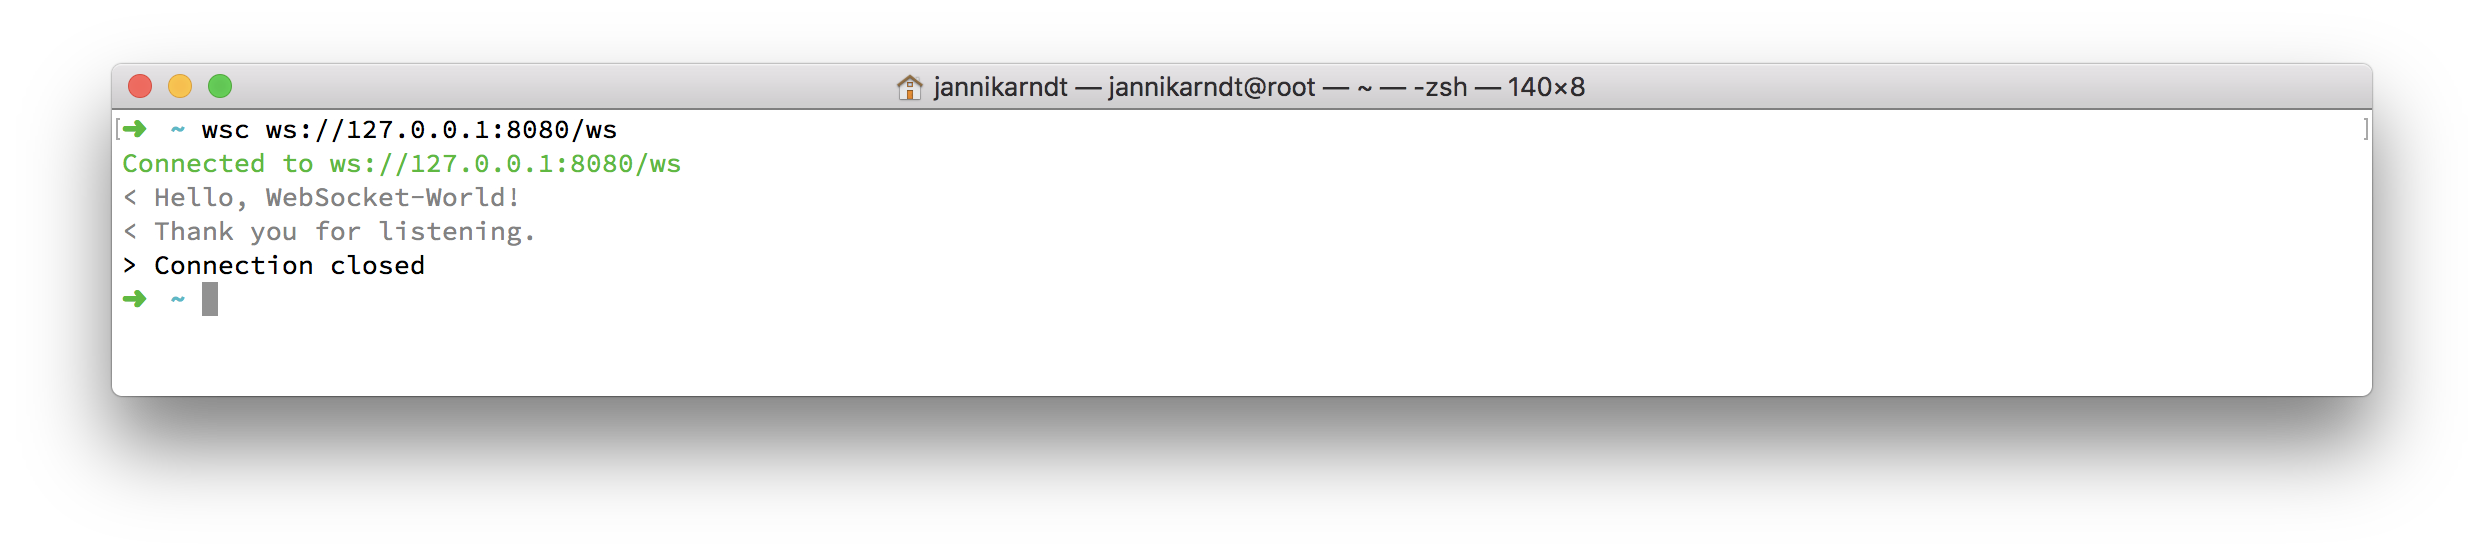 jannikarndt — jannikarndt@root — ~ — -zsh — 140×8
[➜ ~ wsc ws://127.0.0.1:8080/ws ]
Connected to ws://127.0.0.1:8080/ws
< Hello, WebSocket-World!
< Thank you for listening.
> Connection closed
➜ ~